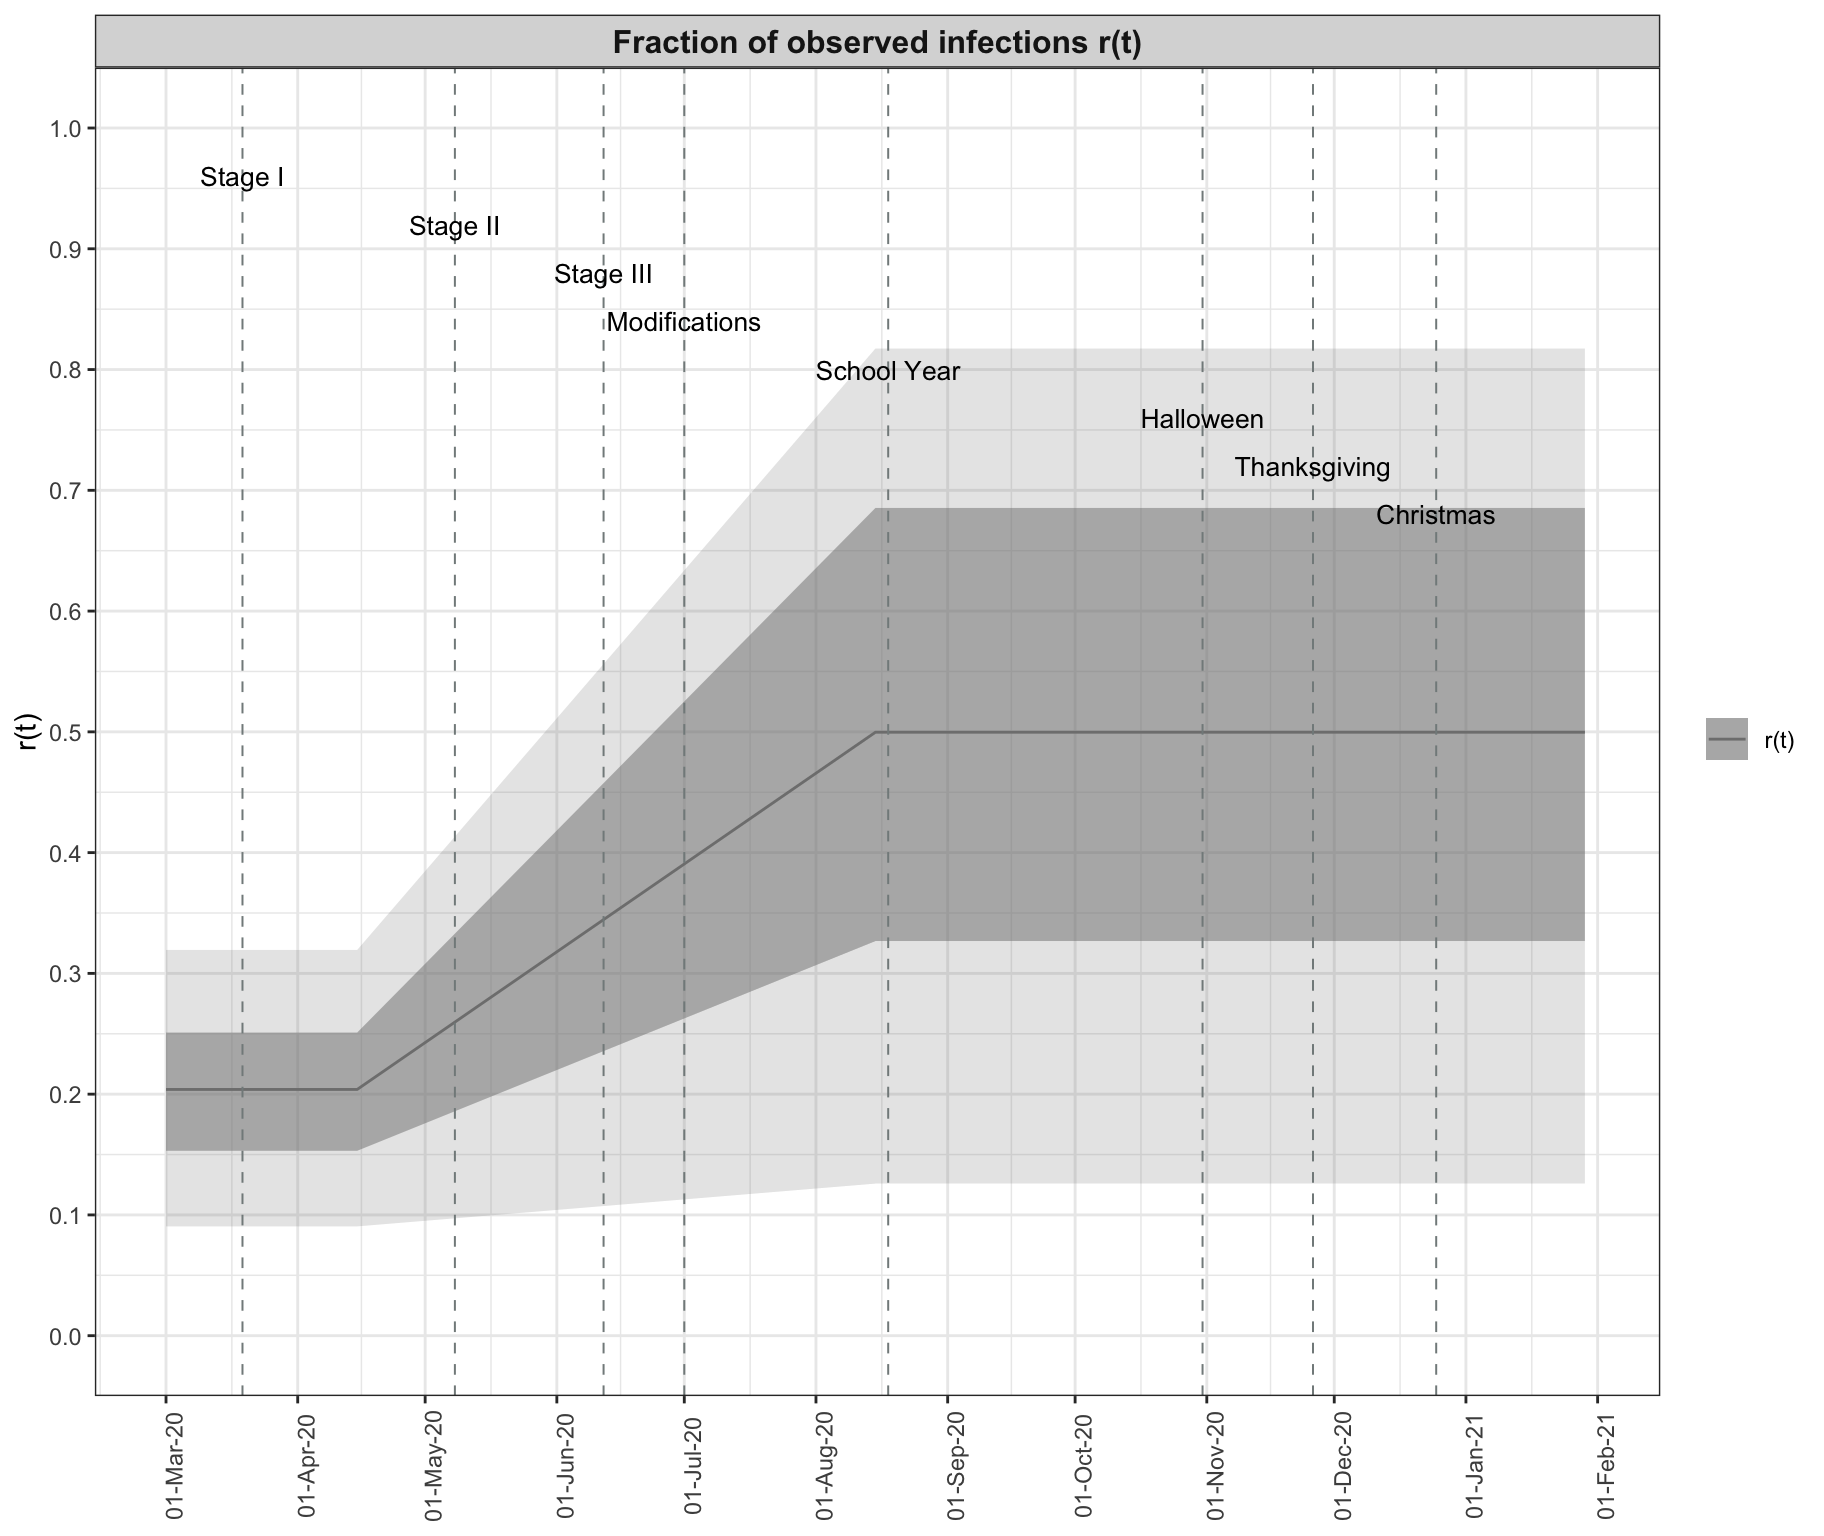 Fraction of observed infections r(t)
r(t)
1.0
0.9
0.8
0.7
0.6
0.5
0.4
0.3
0.2
0.1
0.0
Stage I
Stage II
Stage III
Modifications
School Year
Halloween
Thanksgiving
Christmas
01-Mar-20
01-Apr-20
01-May-20
01-Jun-20
01-Jul-20
01-Aug-20
01-Sep-20
01-Oct-20
01-Nov-20
01-Dec-20
01-Jan-21
01-Feb-21
r(t)